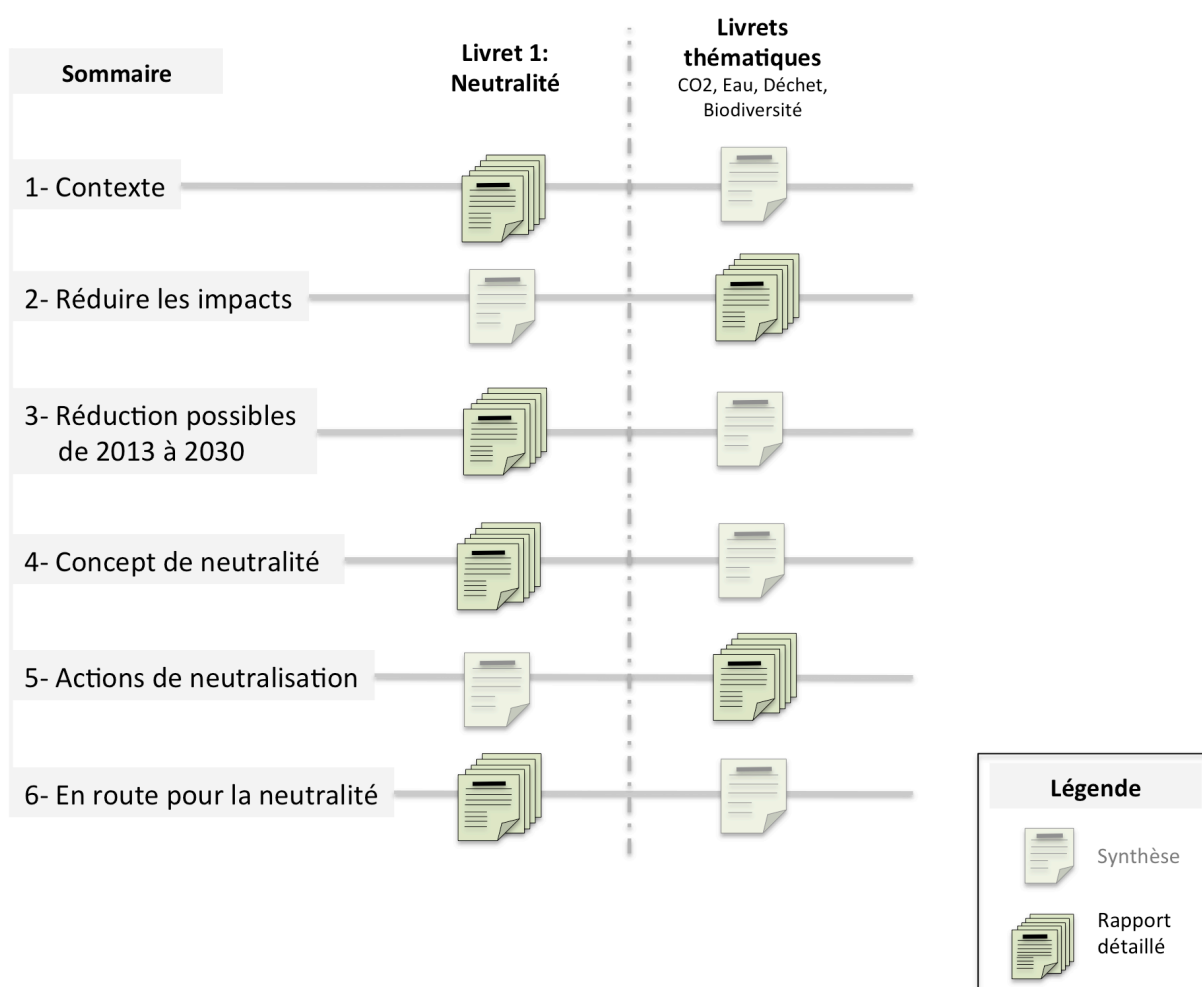 Sommaire
Livret 1:
Neutralité
Livrets
thématiques
CO2, Eau, Déchet,
Biodiversité
1- Contexte
2- Réduire les impacts
3- Réduction possibles
de 2013 à 2030
4- Concept de neutralité
5- Actions de neutralisation
6- En route pour la neutralité
Légende
Synthèse
Rapport
détaillé